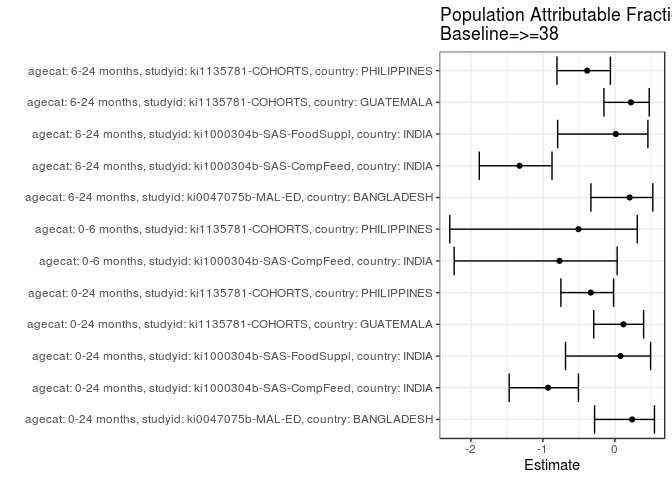 Population Attributable Fracti
Baseline=>=38
agecat: 6-24 months, studyid: ki1135781-COHORTS, country: PHILIPPINES
agecat: 6-24 months, studyid: ki1135781-COHORTS, country: GUATEMALA
agecat: 6-24 months, studyid: ki1000304b-SAS-FoodSuppl, country: INDIA
agecat: 6-24 months, studyid: ki1000304b-SAS-CompFeed, country: INDIA
agecat: 6-24 months, studyid: ki0047075b-MAL-ED, country: BANGLADESH
agecat: 0-6 months, studyid: ki1135781-COHORTS, country: PHILIPPINES
agecat: 0-6 months, studyid: ki1000304b-SAS-CompFeed, country: INDIA
agecat: 0-24 months, studyid: ki1135781-COHORTS, country: PHILIPPINES
agecat: 0-24 months, studyid: ki1135781-COHORTS, country: GUATEMALA
agecat: 0-24 months, studyid: ki1000304b-SAS-FoodSuppl, country: INDIA
agecat: 0-24 months, studyid: ki1000304b-SAS-CompFeed, country: INDIA
agecat: 0-24 months, studyid: ki0047075b-MAL-ED, country: BANGLADESH
-2 -1 0
Estimate